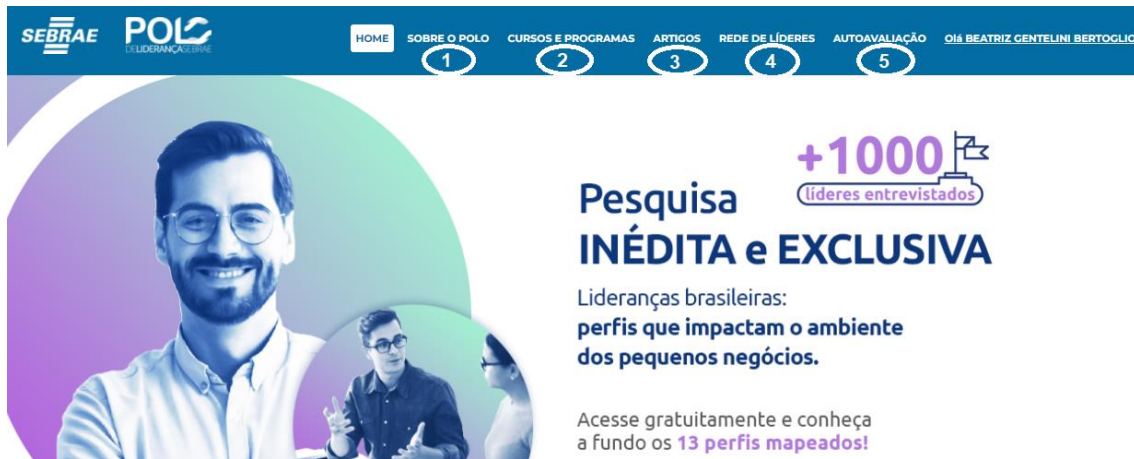 SEBRAE
POLO
DE LIDERANÇA SEBRAE
HOME SOBRE O POLO CURSOS E PROGRAMAS ARTIGOS REDE DE LÍDERES AUTOAVALIAÇÃO Olá BEATRIZ GENTELINI BERTOGLIO
1 2 3 4 5
+1000
líderes entrevistados
Pesquisa
INÉDITA e EXCLUSIVA
Lideranças brasileiras:
perfis que impactam o ambiente
dos pequenos negócios.
Acesse gratuitamente e conheça
a fundo os 13 perfis mapeados!